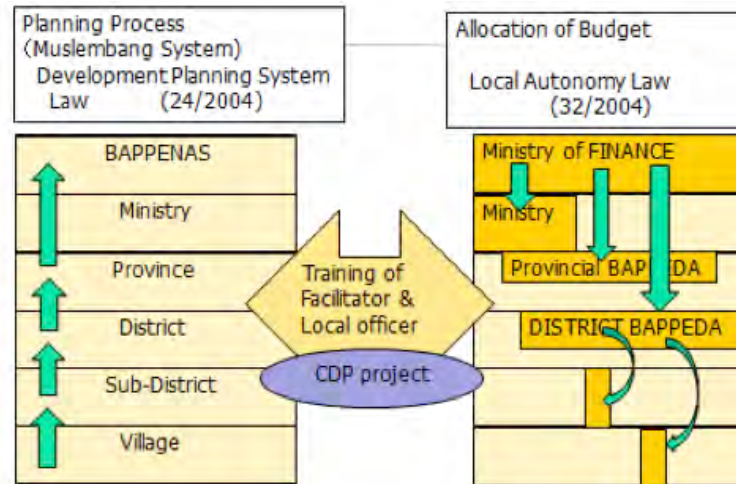 Planning Process
(Muslembang System)
Development Planning System
Law (24/2004)
Allocation of Budget
Local Autonomy Law
(32/2004)
BAPPENAS
Ministry
Province
District
Sub-District
Village
Training of
Facilitator &
Local officer
CDP project
Ministry of FINANCE
Ministry
Provincial BAPPEDA
DISTRICT BAPPEDA